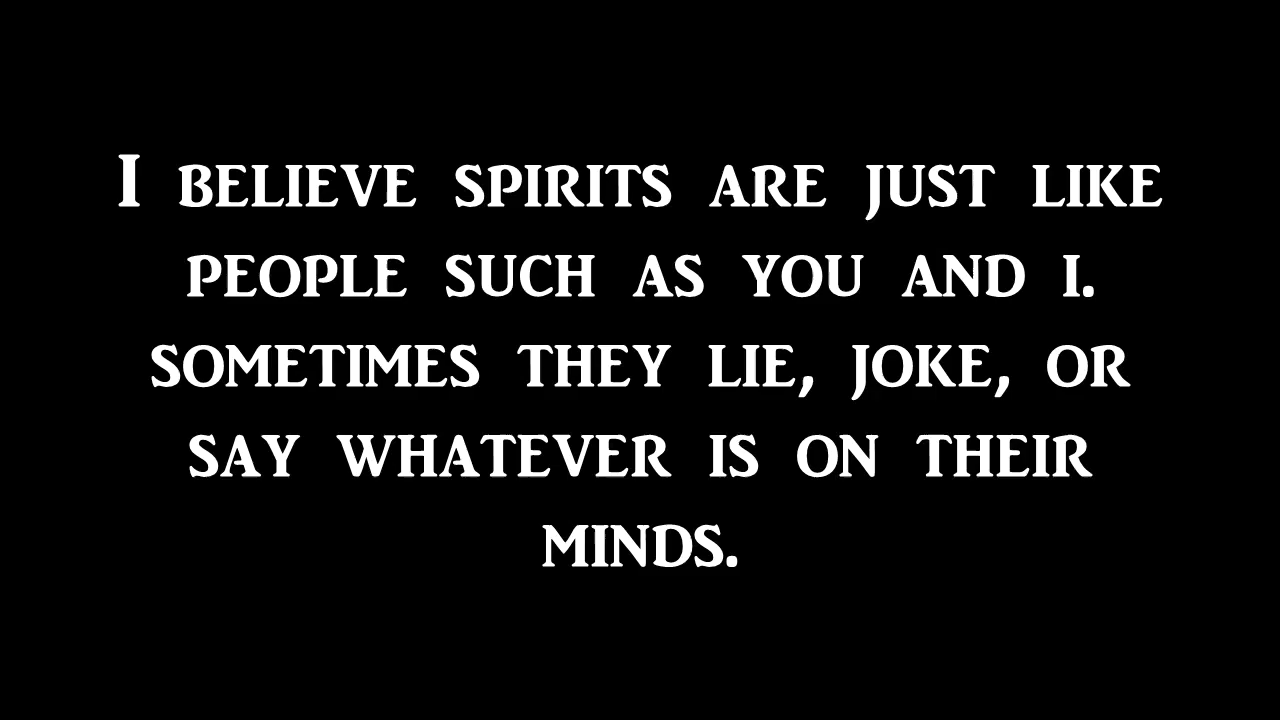 I BELIEVE SPIRITS ARE JUST LIKE
PEOPLE SUCH AS YOU AND I.
SOMETIMES THEY LIE, JOKE, OR
SAY WHATEVER IS ON THEIR
MINDS.